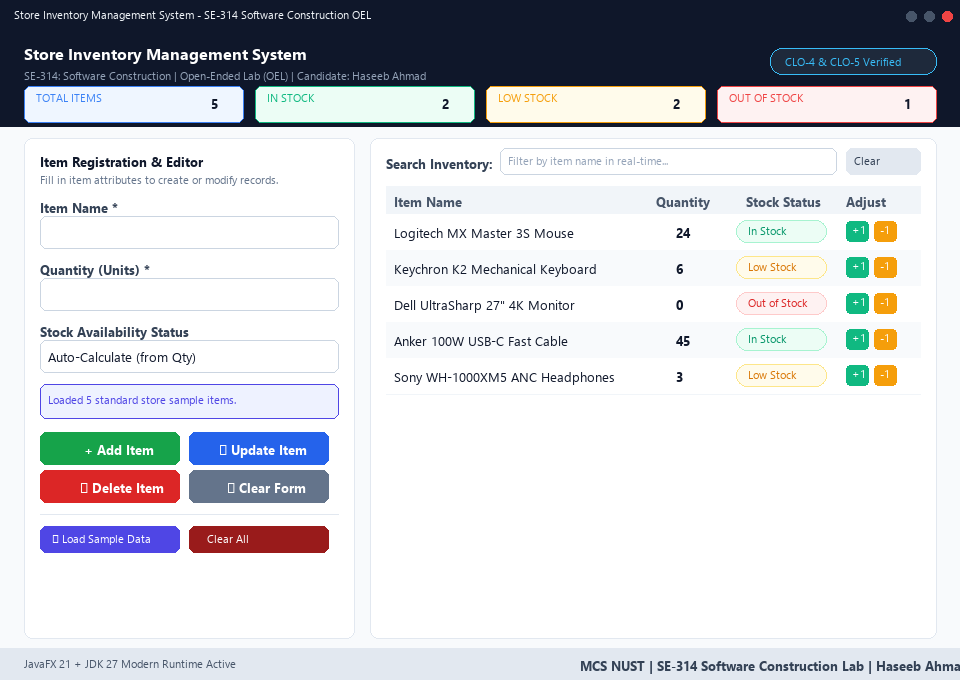 Store Inventory Management System - SE-314 Software Construction OEL
Store Inventory Management System
SE-314: Software Construction | Open-Ended Lab (OEL) | Candidate: Haseeb Ahmad
CLO-4 & CLO-5 Verified
TOTAL ITEMS 5
IN STOCK 2
LOW STOCK 2
OUT OF STOCK 1
Item Registration & Editor
Fill in item attributes to create or modify records.
Item Name *
Quantity (Units) *
Stock Availability Status
Auto-Calculate (from Qty)
Loaded 5 standard store sample items.
+ Add Item
Update Item
Delete Item
Clear Form
Load Sample Data
Clear All
Search Inventory: Filter by item name in real-time... Clear
Item Name Quantity Stock Status Adjust
Logitech MX Master 3S Mouse 24 In Stock +1 -1
Keychron K2 Mechanical Keyboard 6 Low Stock +1 -1
Dell UltraSharp 27" 4K Monitor 0 Out of Stock +1 -1
Anker 100W USB-C Fast Cable 45 In Stock +1 -1
Sony WH-1000XM5 ANC Headphones 3 Low Stock +1 -1
JavaFX 21 + JDK 27 Modern Runtime Active
MCS NUST | SE-314 Software Construction Lab | Haseeb Ahma